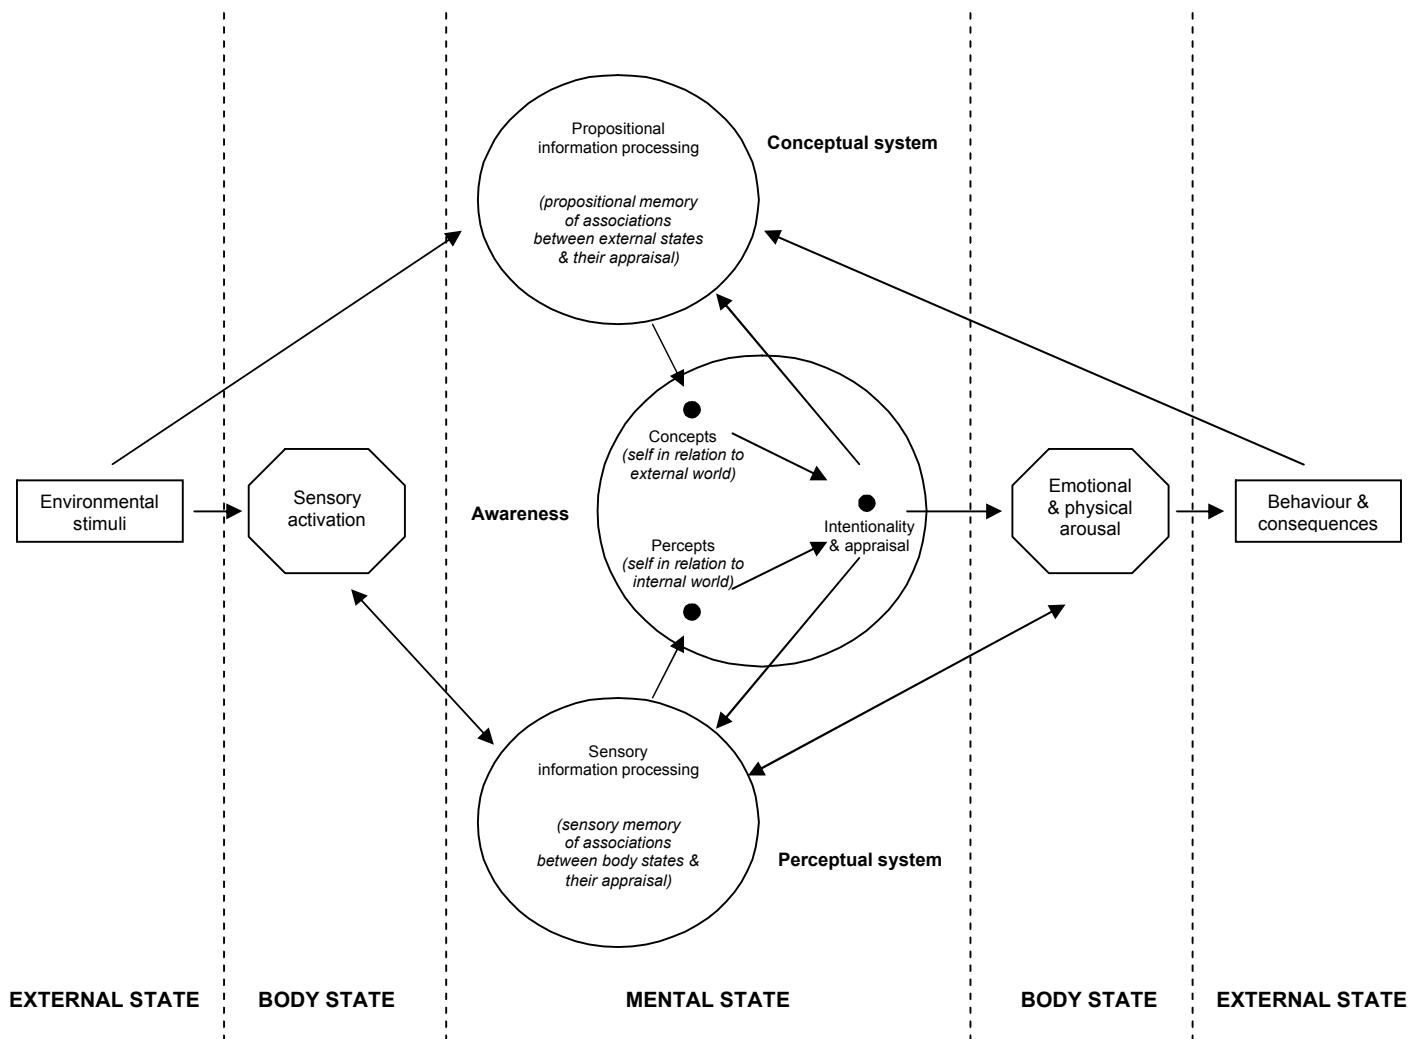 Propositional
information processing
(propositional memory
of associations
between external states
& their appraisal)
Conceptual system
Concepts
(self in relation to
external world)
Environmental
stimuli
Sensory
activation
Awareness
Percepts
(self in relation to
internal world)
Intentionality
& appraisal
Emotional
& physical
arousal
Behaviour &
consequences
Sensory
information processing
(sensory memory
of associations
between body states &
their appraisal)
Perceptual system
EXTERNAL STATE
BODY STATE
MENTAL STATE
BODY STATE
EXTERNAL STATE